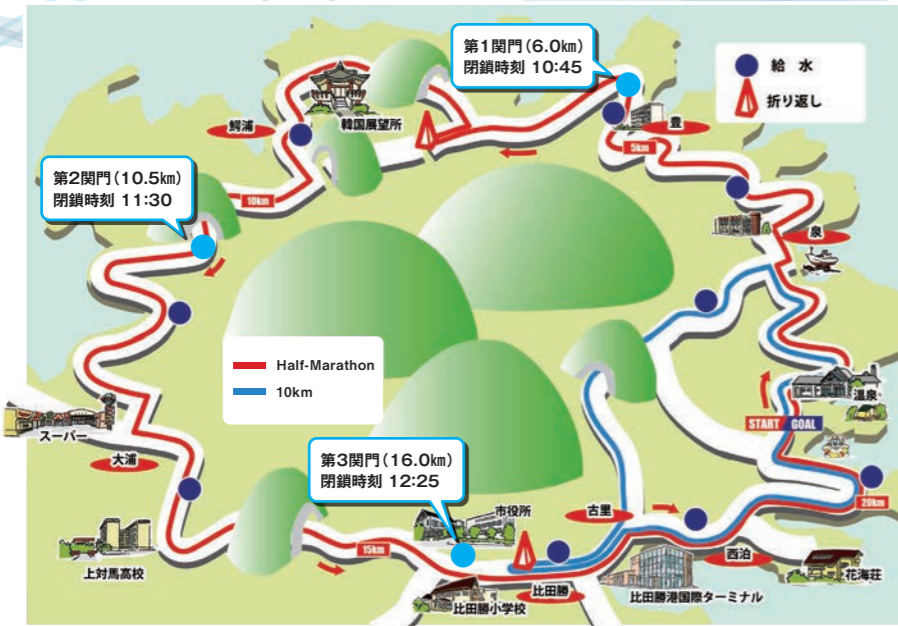 第1関門(6.0km)
閉鎖時刻 10:45
給 水
折り返し
韓国展望所
鰐浦
豊
5km
第2関門(10.5km)
閉鎖時刻 11:30
10km
泉
Half-Marathon
10km
温泉
START GOAL
スーパー
大浦
第3関門(16.0km)
閉鎖時刻 12:25
市役所
古里
20km
15km
上対馬高校
西泊
花海荘
比田勝
比田勝小学校
比田勝港国際ターミナル